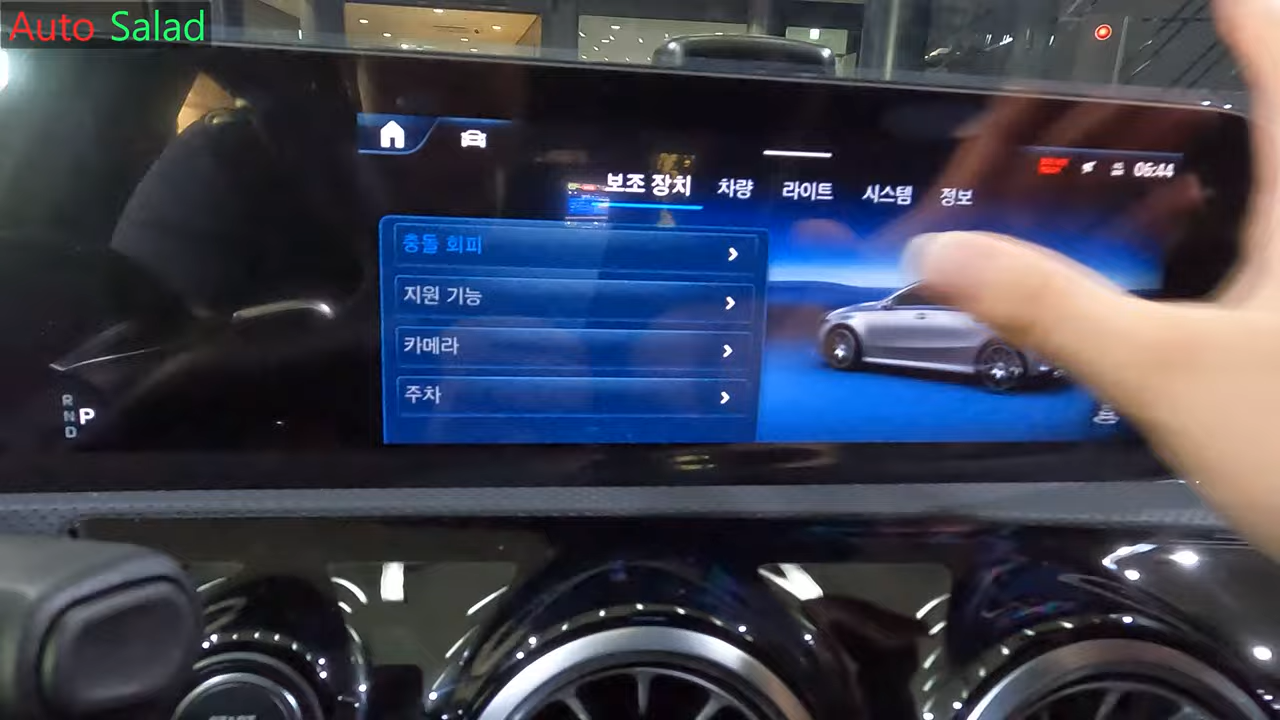 Auto Salad
06:44
보조 장치 차량 라이트 시스템 정보
충돌 회피
지원 기능
카메라
주차
R
N P
D